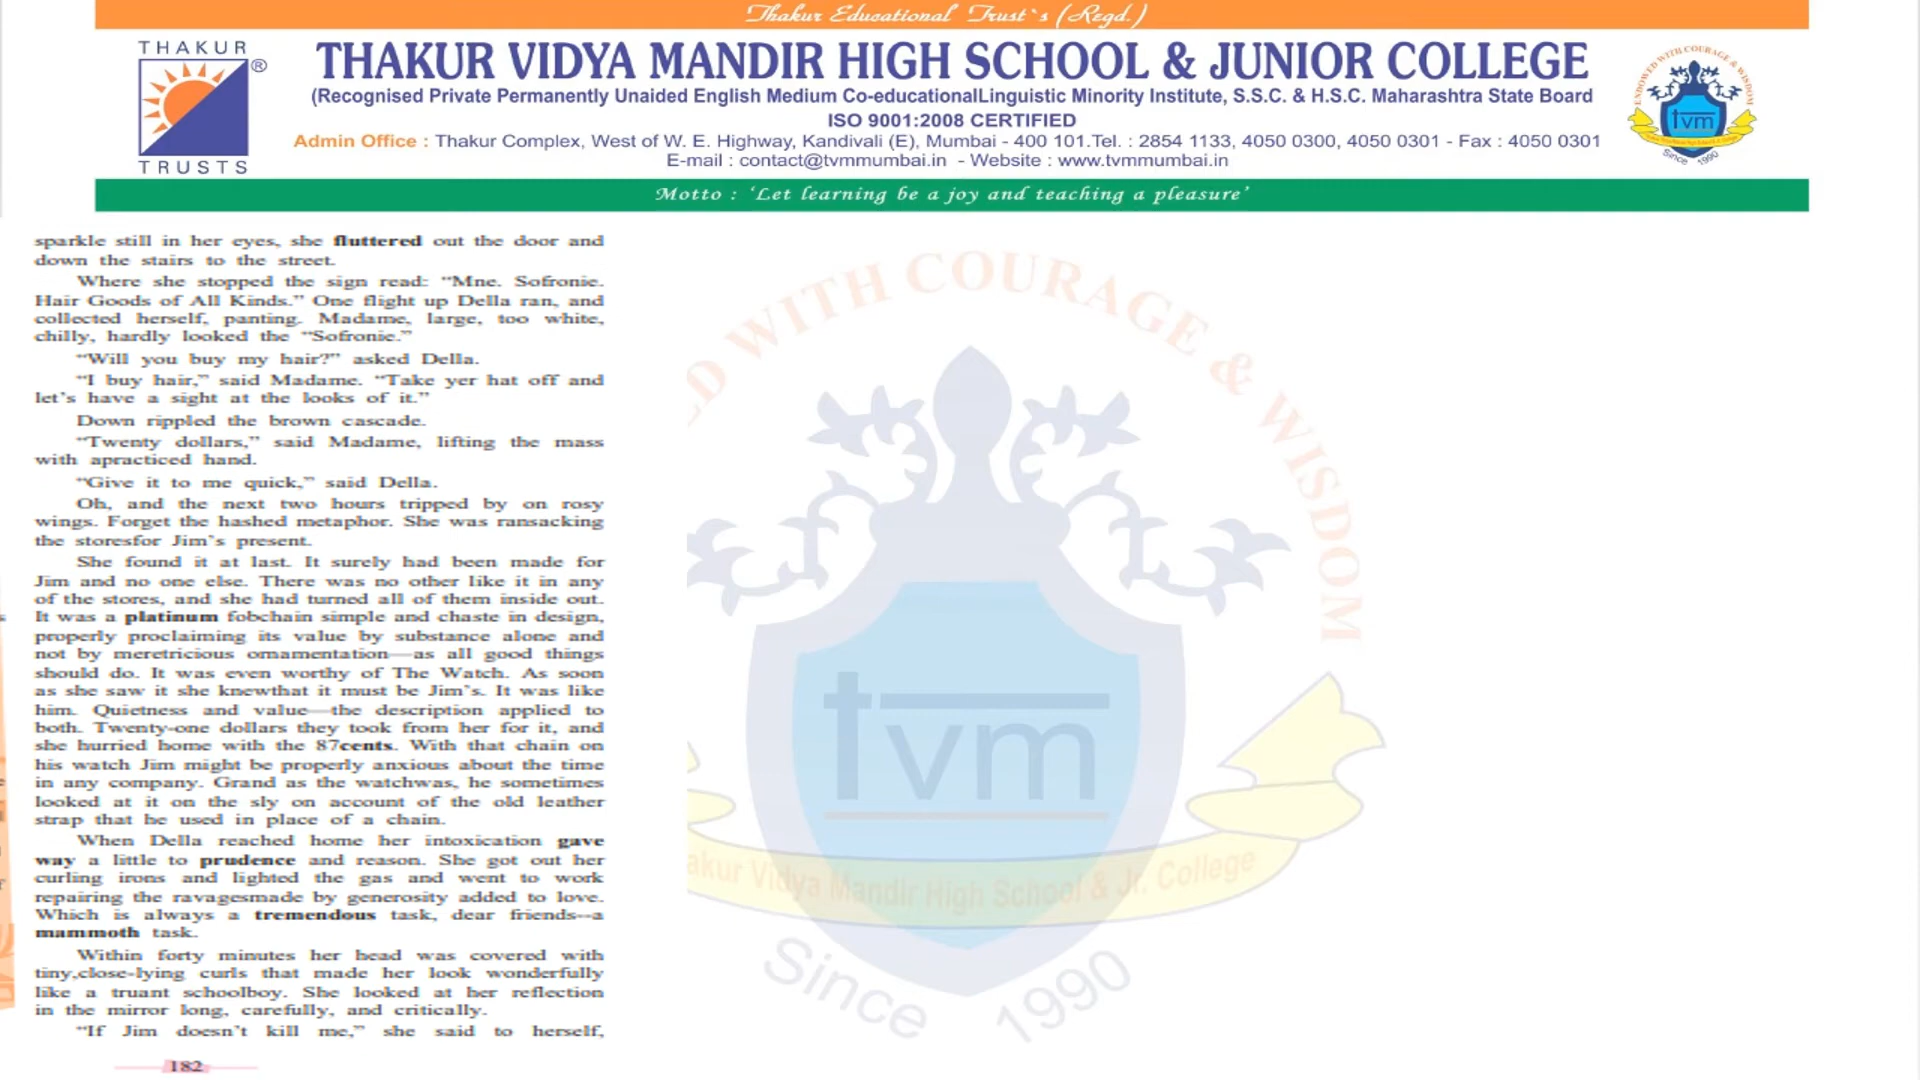 Thakur Educational Trust`s (Regd.)
THAKUR
®
TRUSTS
THAKUR VIDYA MANDIR HIGH SCHOOL & JUNIOR COLLEGE
(Recognised Private Permanently Unaided English Medium Co-educationalLinguistic Minority Institute, S.S.C. & H.S.C. Maharashtra State Board
ISO 9001:2008 CERTIFIED
Admin Office : Thakur Complex, West of W. E. Highway, Kandivali (E), Mumbai - 400 101.Tel. : 2854 1133, 4050 0300, 4050 0301 - Fax : 4050 0301
E-mail : contact@tvmmumbai.in - Website : www.tvmmumbai.in
ENDOWED WITH COURAGE & WISDOM
tvm
Since 1990
Motto : ‘Let learning be a joy and teaching a pleasure’
sparkle still in her eyes, she fluttered out the door and
down the stairs to the street.
Where she stopped the sign read: “Mne. Sofronie.
Hair Goods of All Kinds.” One flight up Della ran, and
collected herself, panting. Madame, large, too white,
chilly, hardly looked the “Sofronie.”
“Will you buy my hair?” asked Della.
“I buy hair,” said Madame. “Take yer hat off and
let’s have a sight at the looks of it.”
Down rippled the brown cascade.
“Twenty dollars,” said Madame, lifting the mass
with apracticed hand.
“Give it to me quick,” said Della.
Oh, and the next two hours tripped by on rosy
wings. Forget the hashed metaphor. She was ransacking
the storesfor Jim’s present.
She found it at last. It surely had been made for
Jim and no one else. There was no other like it in any
of the stores, and she had turned all of them inside out.
It was a platinum fobchain simple and chaste in design,
properly proclaiming its value by substance alone and
not by meretricious ornamentation—as all good things
should do. It was even worthy of The Watch. As soon
as she saw it she knewthat it must be Jim’s. It was like
him. Quietness and value—the description applied to
both. Twenty-one dollars they took from her for it, and
she hurried home with the 87cents. With that chain on
his watch Jim might be properly anxious about the time
in any company. Grand as the watchwas, he sometimes
looked at it on the sly on account of the old leather
strap that he used in place of a chain.
When Della reached home her intoxication gave
way a little to prudence and reason. She got out her
curling irons and lighted the gas and went to work
repairing the ravagesmade by generosity added to love.
Which is always a tremendous task, dear friends--a
mammoth task.
Within forty minutes her head was covered with
tiny,close-lying curls that made her look wonderfully
like a truant schoolboy. She looked at her reflection
in the mirror long, carefully, and critically.
“If Jim doesn’t kill me,” she said to herself,
182
ED WITH COURAGE & WISDOM
tvm
akur Vidya Mandir High School & Jr. College
Since 1990